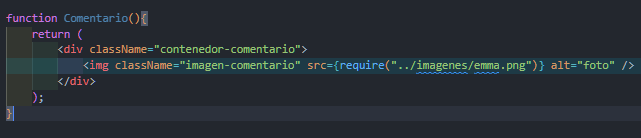 function Comentario(){
return (
<div className="contenedor-comentario">
<img className="imagen-comentario" src={require("../imagenes/emma.png")} alt="foto" />
</div>
);
}